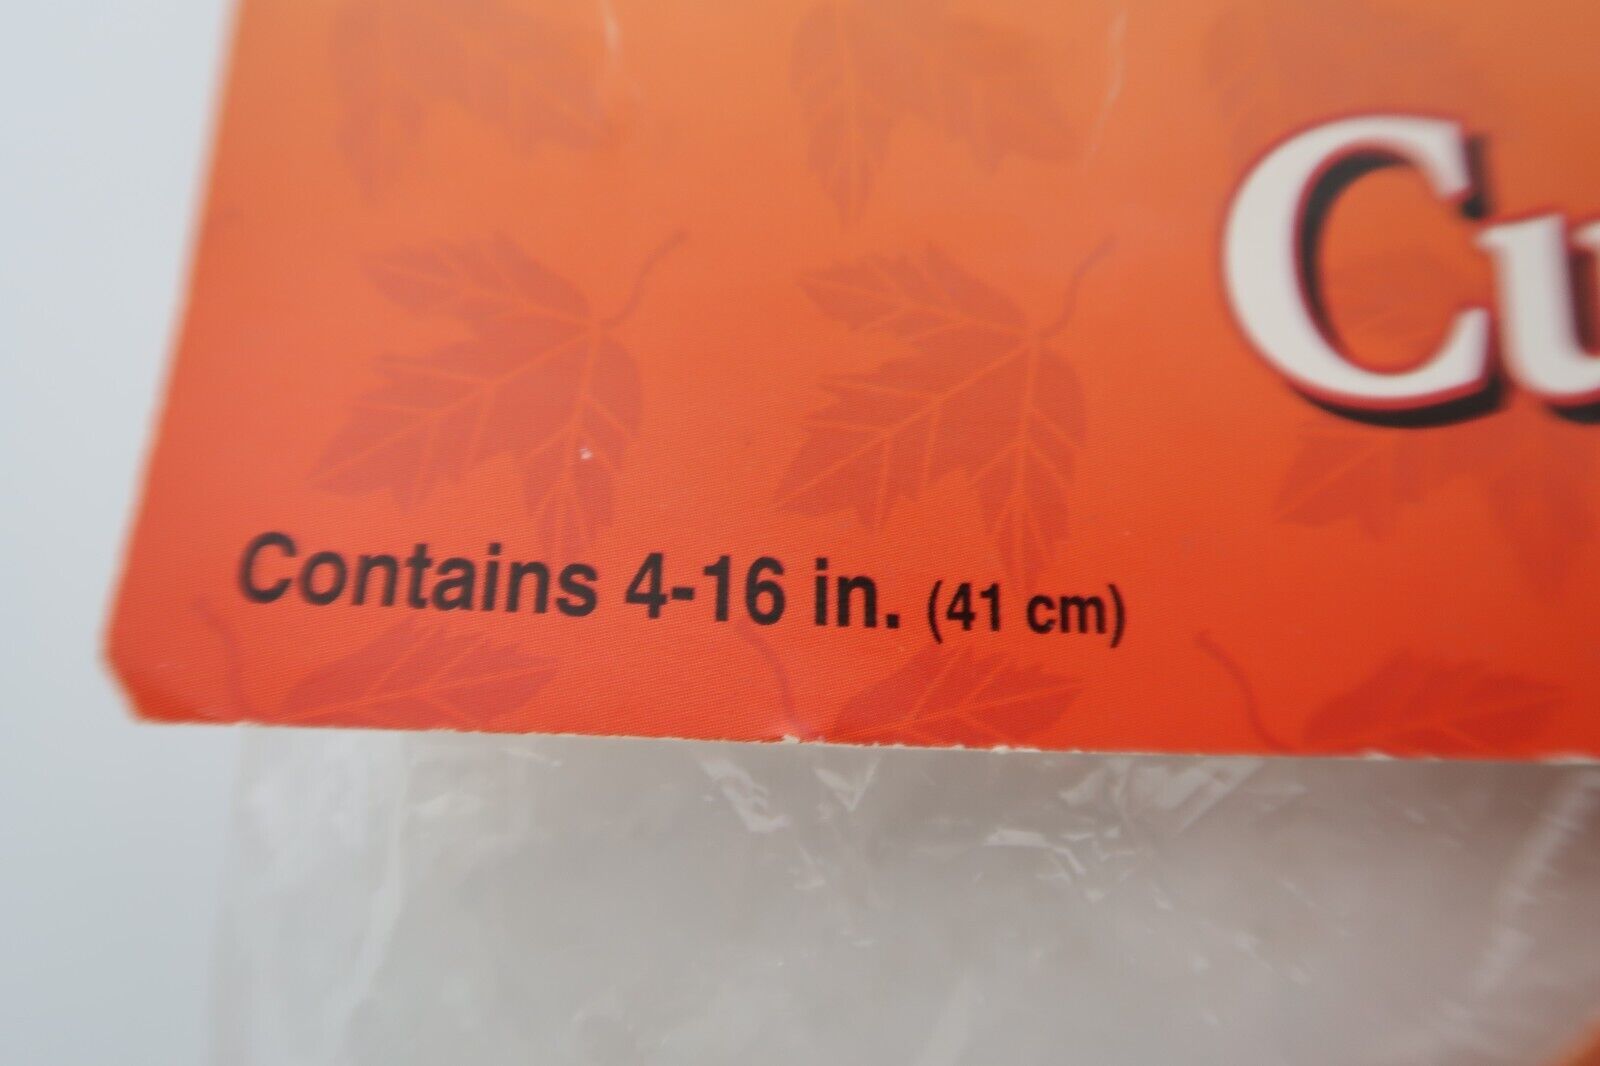 Cu
Contains 4-16 in. (41 cm)